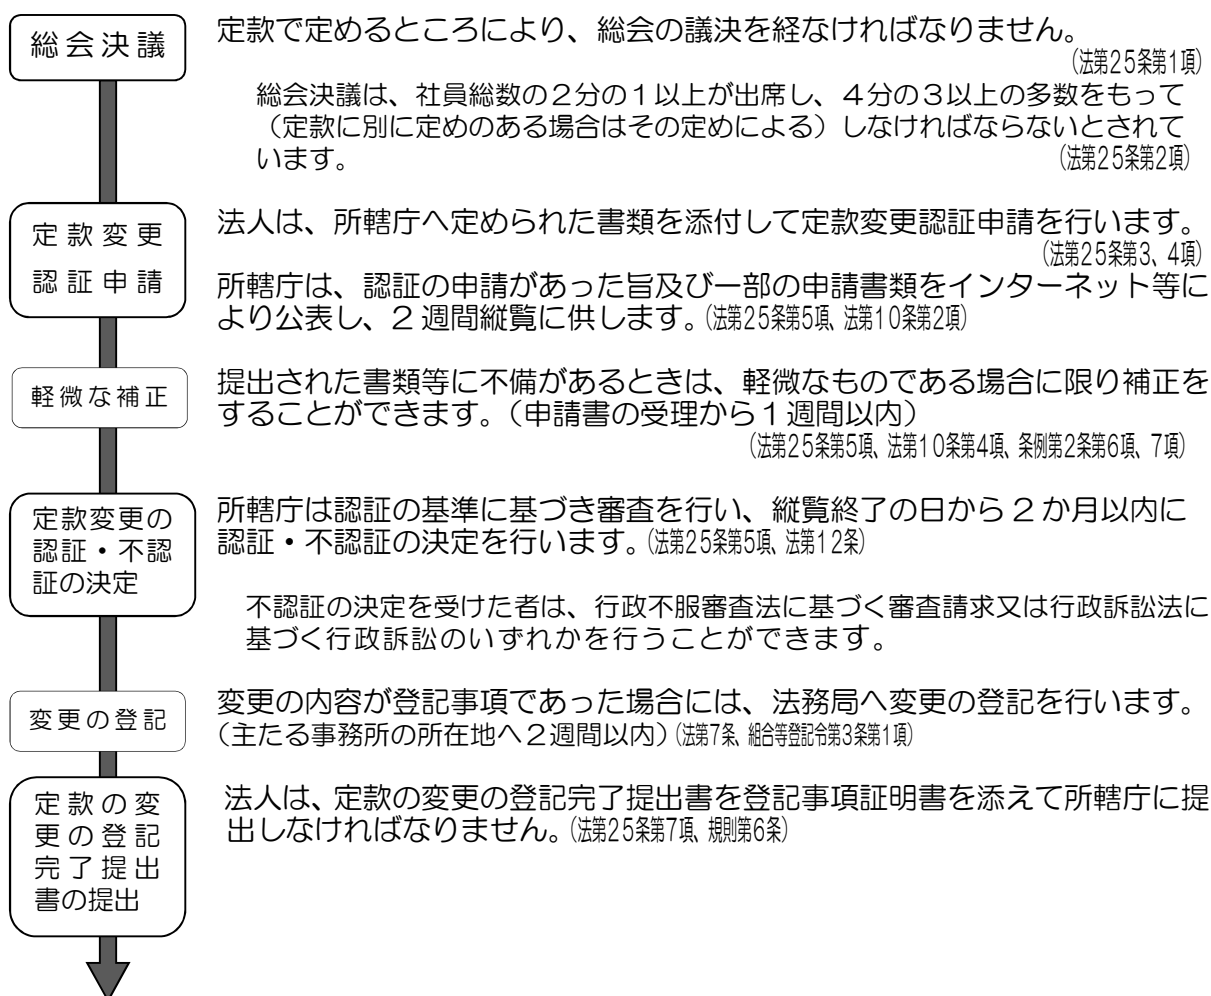 総会決議
定款で定めるところにより、総会の議決を経なければなりません。
(法第25条第1項)
総会決議は、社員総数の２分の１以上が出席し、４分の３以上の多数をもって
（定款に別に定めのある場合はその定めによる）しなければならないとされて
います。 (法第25条第2項)
定款変更
認証申請
法人は、所轄庁へ定められた書類を添付して定款変更認証申請を行います。
(法第25条第3、4項)
所轄庁は、認証の申請があった旨及び一部の申請書類をインターネット等に
より公表し、２週間縦覧に供します。(法第25条第5項、法第10条第2項)
軽微な補正
提出された書類等に不備があるときは、軽微なものである場合に限り補正を
することができます。（申請書の受理から１週間以内）
(法第25条第5項、法第10条第4項、条例第2条第6項、7項)
定款変更の
認証・不認
証の決定
所轄庁は認証の基準に基づき審査を行い、縦覧終了の日から２か月以内に
認証・不認証の決定を行います。(法第25条第5項、法第12条)
不認証の決定を受けた者は、行政不服審査法に基づく審査請求又は行政訴訟法に
基づく行政訴訟のいずれかを行うことができます。
変更の登記
変更の内容が登記事項であった場合には、法務局へ変更の登記を行います。
（主たる事務所の所在地へ２週間以内）(法第7条、組合等登記令第3条第1項)
定款の変
更の登記
完了提出
書の提出
法人は、定款の変更の登記完了提出書を登記事項証明書を添えて所轄庁に提
出しなければなりません。(法第25条第7項、規則第6条)